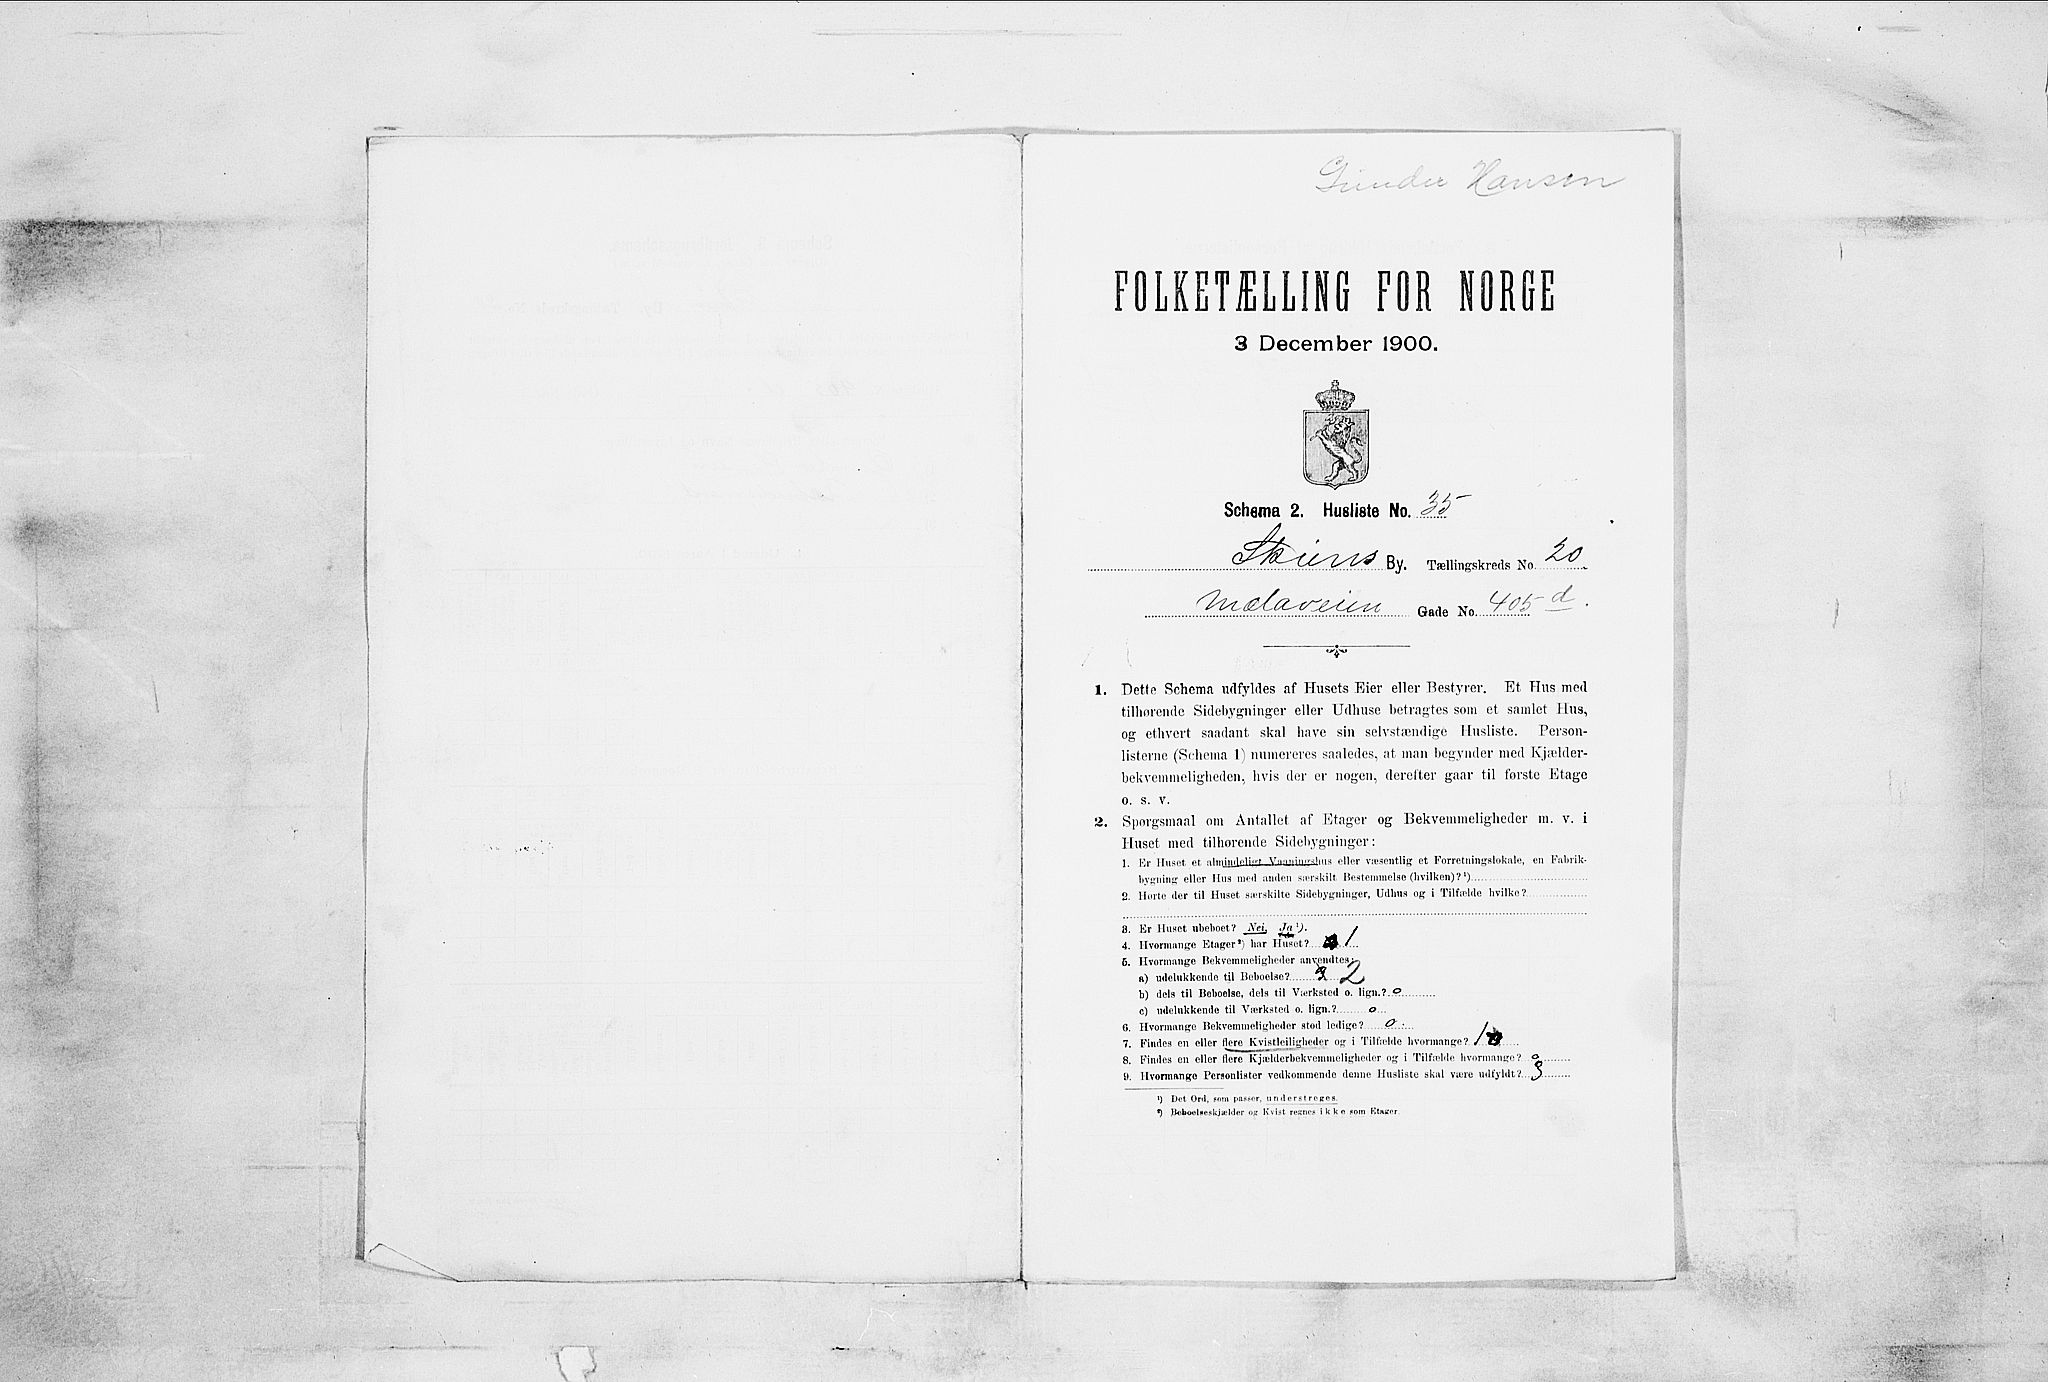 Gunder Hansen
FOLKETÆLLING FOR NORGE
3 December 1900.
Schema 2. Husliste No. 35
Skiens By. Tællingskreds No. 20
Mælaveien Gade No. 405 d.
1. Dette Schema udfyldes af Husets Eier eller Bestyrer. Et Hus med
tilhørende Sidebygninger eller Udhuse betragtes som et samlet Hus,
og ethvert saadant skal have sin selvstændige Husliste. Person-
listerne (Schema 1) numereres saaledes, at man begynder med Kjælder-
bekvemmeligheden, hvis der er nogen, derefter gaar til første Etage
o. s. v.
2. Spørgsmaal om Antallet af Etager og Bekvemmeligheder m. v. i
Huset med tilhørende Sidebygninger:
1. Er Huset et almindeligt Vaaningshus eller væsentlig et Forretningslokale, en Fabrik-
bygning eller Hus med anden særskilt Bestemmelse (hvilken)? ¹)
2. Hørte der til Huset særskilte Sidebygninger, Udhus og i Tilfælde hvilke?
3. Er Huset ubeboet? Nei, Ja ¹).
4. Hvormange Etager ²) har Huset? 1
5. Hvormange Bekvemmeligheder anvendtes:
a) udelukkende til Beboelse? 2
b) dels til Beboelse, dels til Værksted o. lign.? 0
c) udelukkende til Værksted o. lign.? 0
6. Hvormange Bekvemmeligheder stod ledige? 0.
7. Findes en eller flere Kvistleiligheder og i Tilfælde hvormange? 1
8. Findes en eller flere Kjælderbekvemmeligheder og i Tilfælde hvormange? 0
9. Hvormange Personlister vedkommende denne Husliste skal være udfyldt? 3
¹) Det Ord, som passer, understreges.
²) Beboelseskjælder og Kvist regnes ikke som Etager.